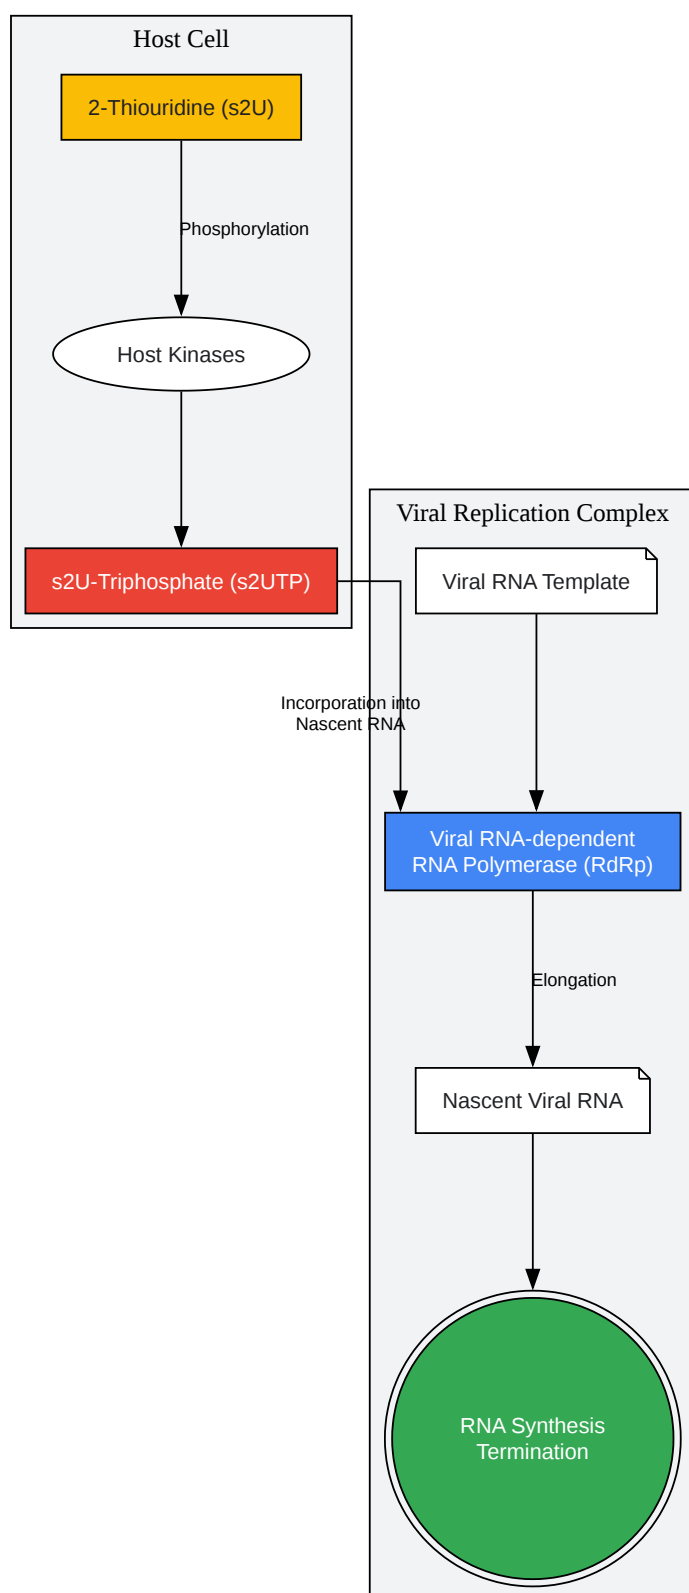 Host Cell
2-Thiouridine (s2U)
Phosphorylation
Host Kinases
s2U-Triphosphate (s2UTP)
Viral Replication Complex
Viral RNA Template
Incorporation into
Nascent RNA
Viral RNA-dependent
RNA Polymerase (RdRp)
Elongation
Nascent Viral RNA
RNA Synthesis
Termination